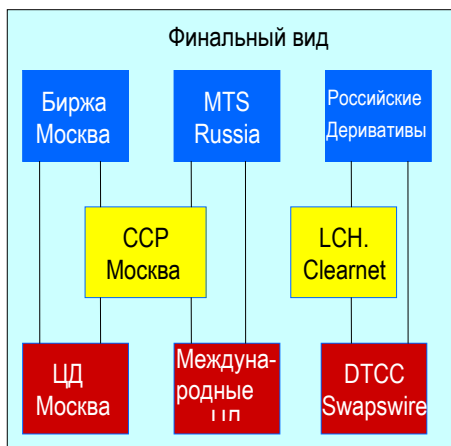 Финальный вид
Биржа
Москва
MTS
Russia
Российские
Деривативы
CCP
Москва
LCH.
Clearnet
ЦД
Москва
Междуна-
родные
DTCC
Swapswire